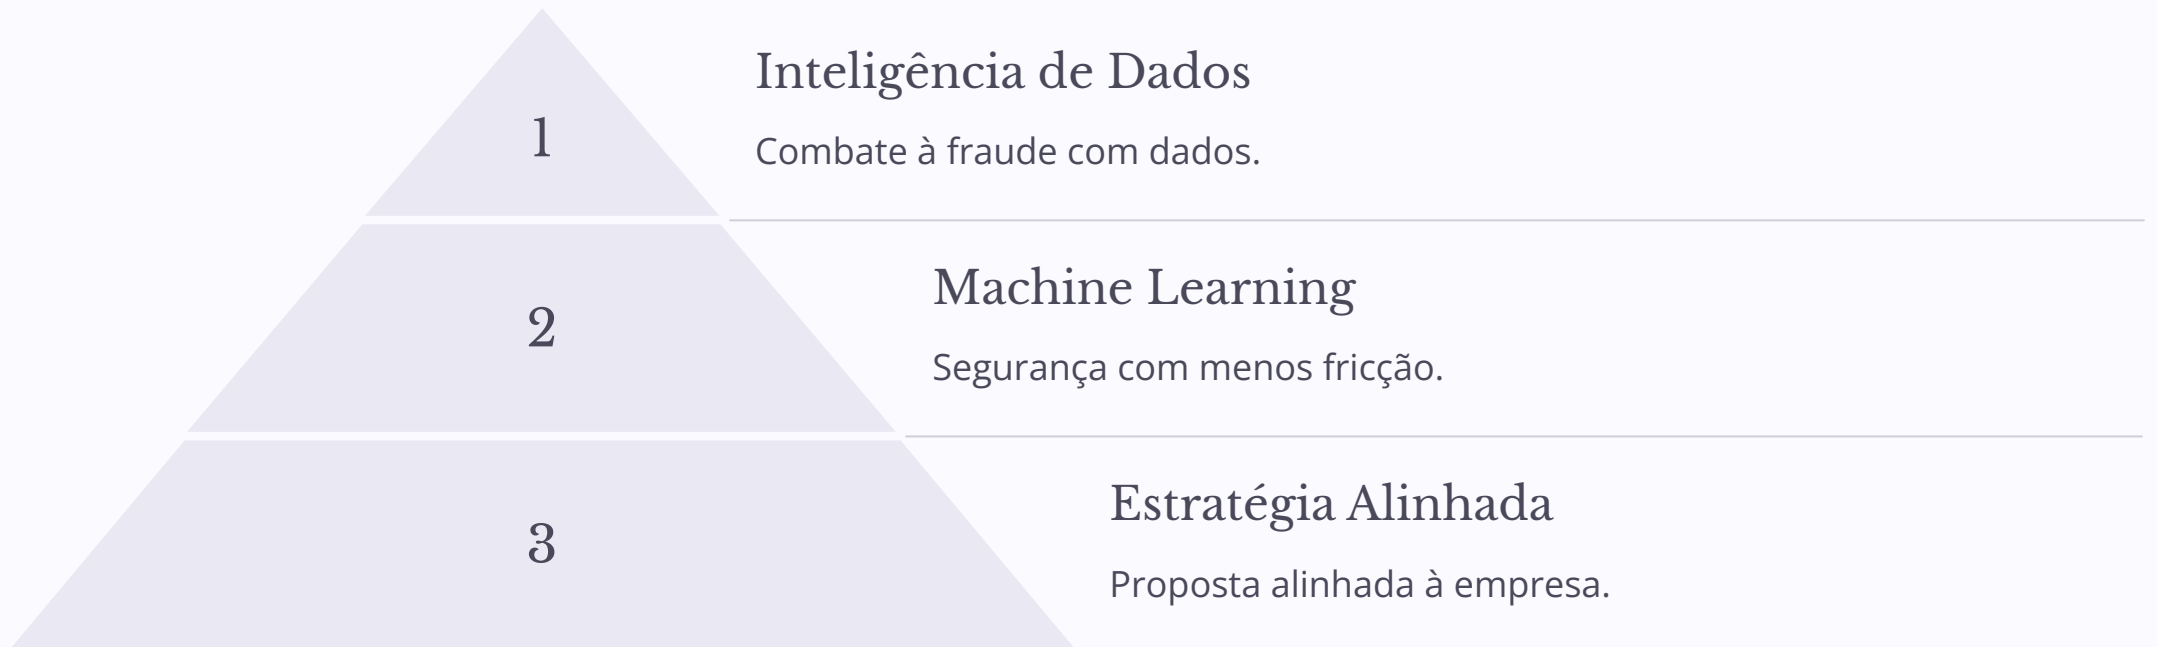 1
Inteligência de Dados
Combate à fraude com dados.
2
Machine Learning
Segurança com menos fricção.
3
Estratégia Alinhada
Proposta alinhada à empresa.